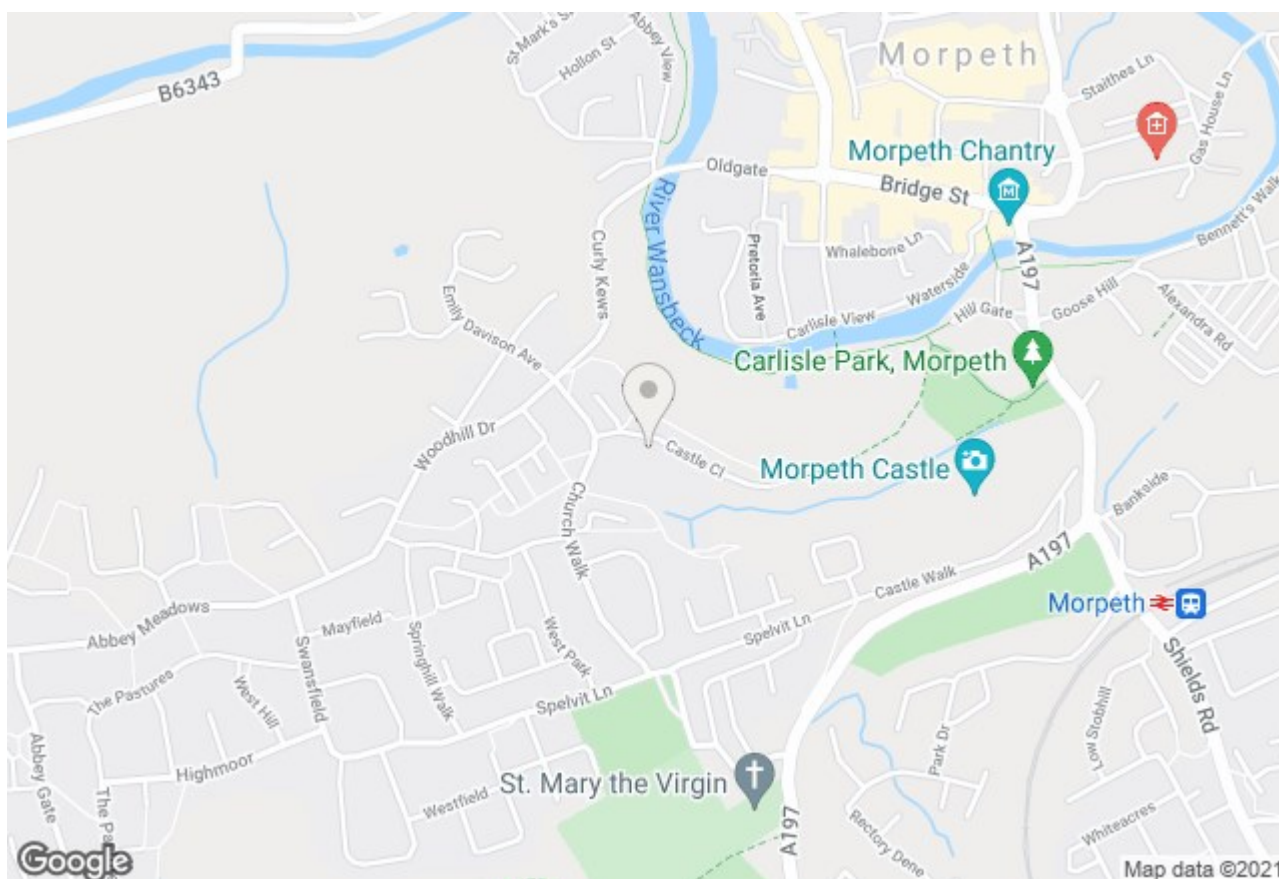 St.Mark's St
Hollon St
Abbey View
Morpeth
Staithes Ln
B6343
Gas House Ln
Morpeth Chantry
Oldgate
Bridge St
River Wansbeck
Curly Kews
Pretoria Ave
Whalebone Ln
Waterside
A197
Bennett's Walk
Emily Davison Ave
Carlisle View
Hill Gate
Goose Hill
Alexandra Rd
Carlisle Park, Morpeth
Woodhill Dr
Castle Cl
Morpeth Castle
Church Walk
Bankside
A197
Castle Walk
Morpeth
Abbey Meadows
Mayfield
Springhill Walk
West Park
Spelvit Ln
Shields Rd
Swansfield
The Pastures
West Hill
Spelvit Ln
Low Stobhill
Park Dr
Abbey Gate
Highmoor
St. Mary the Virgin
The Pa
Westfield
A197
Rectory Dene
Whiteacres
Google
Map data ©2021